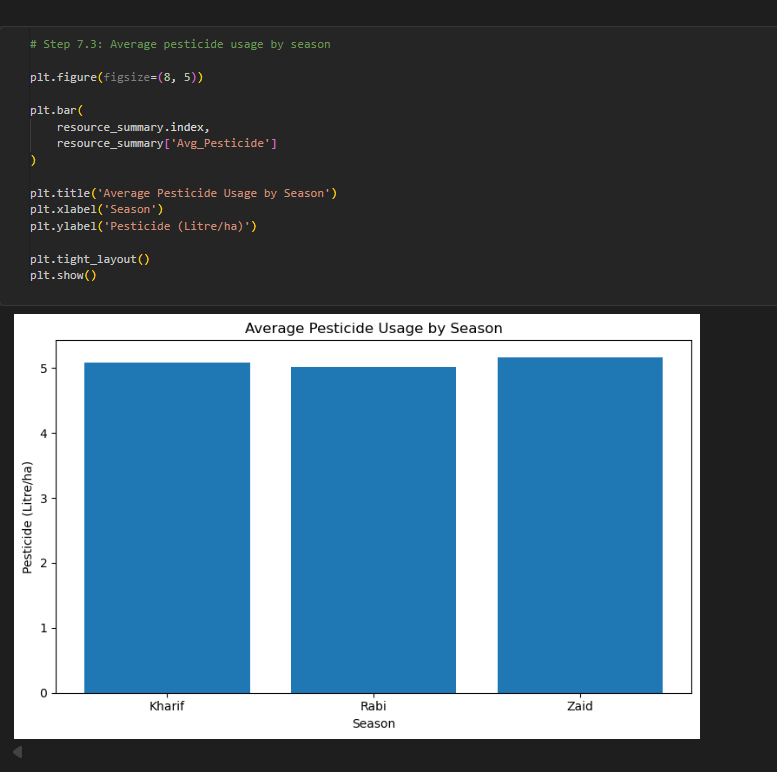 # Step 7.3: Average pesticide usage by season
plt.figure(figsize=(8, 5))
plt.bar(
    resource_summary.index,
    resource_summary['Avg_Pesticide']
)
plt.title('Average Pesticide Usage by Season')
plt.xlabel('Season')
plt.ylabel('Pesticide (Litre/ha)')
plt.tight_layout()
plt.show()
Average Pesticide Usage by Season
Pesticide (Litre/ha)
5
4
3
2
1
0
Kharif Rabi Zaid
Season